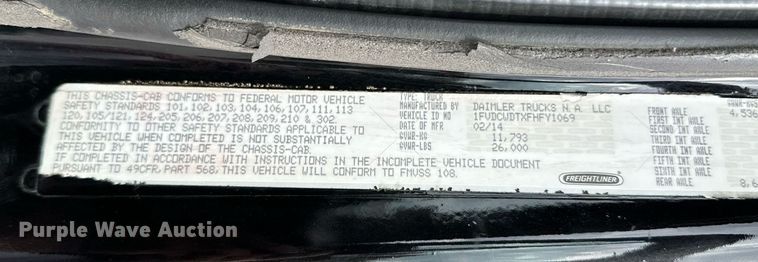 THIS CHASSIS-CAB CONFORMS TO FEDERAL MOTOR VEHICLE
SAFETY STANDARDS 101, 102, 103, 104, 106, 107, 111, 113
120, 105/121, 124, 205, 206, 207, 208, 209, 210 & 302.
CONFORMITY TO OTHER SAFETY STANDARDS APPLICABLE TO
THIS VEHICLE WHEN COMPLETED IS NOT SUBSTANTIALLY
AFFECTED BY THE DESIGN OF THE CHASSIS-CAB.
IF COMPLETED IN ACCORDANCE WITH INSTRUCTIONS IN THE INCOMPLETE VEHICLE DOCUMENT
PURSUANT TO 49CFR, PART 568, THIS VEHICLE WILL CONFORM TO FMVSS 108.
TYPE: TRUCK
MANUFACTURED BY DAIMLER TRUCKS N.A. LLC
VEHICLE ID NO 1FVDCVDTXFHFY1069
DATE OF MFR 02/14
GVWR-KG 11,793
GVWR-LBS 26,000
FREIGHTLINER
FRONT AXLE 4,536
SECOND INT AXLE
THIRD INT AXLE
FOURTH INT AXLE
FIFTH INT AXLE
SIXTH INT AXLE
REAR AXLE 8,6
Purple Wave Auction